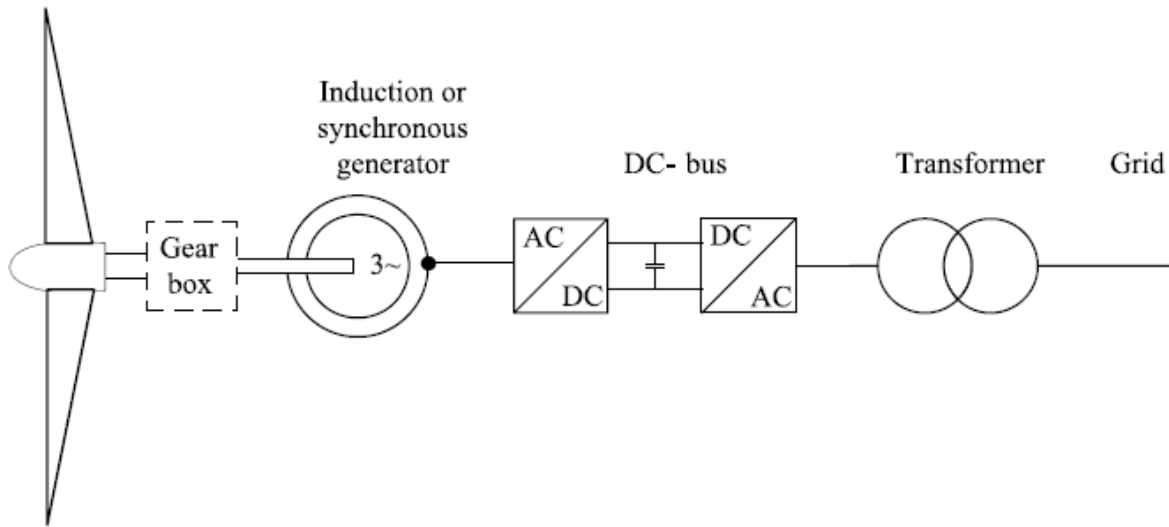 Induction or
synchronous
generator
DC- bus
Transformer
Grid
Gear
box
3~
AC
DC
DC
AC